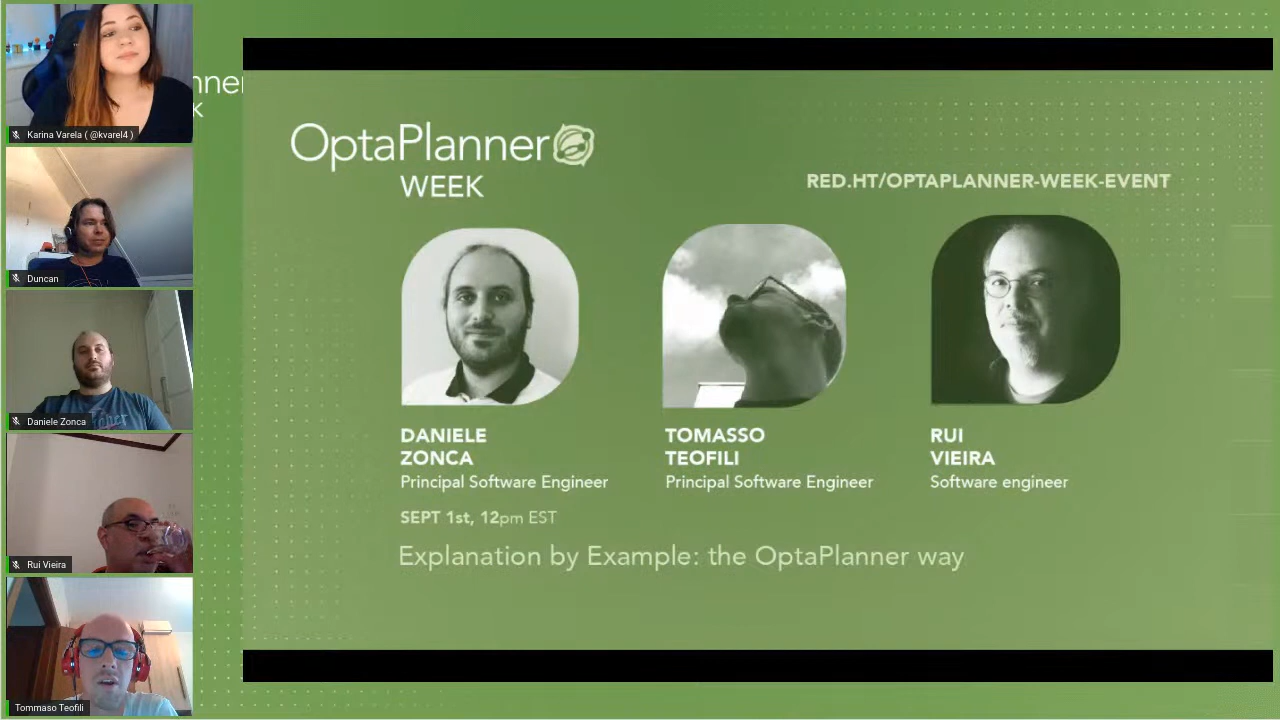 Karina Varela ( @kvarel4 )
Duncan
Daniele Zonca
Rui Vieira
Tommaso Teofili
nner
K
OptaPlanner
WEEK
RED.HT/OPTAPLANNER-WEEK-EVENT
DANIELE
ZONCA
Principal Software Engineer
TOMASSO
TEOFILI
Principal Software Engineer
RUI
VIEIRA
Software engineer
SEPT 1st, 12pm EST
Explanation by Example: the OptaPlanner way